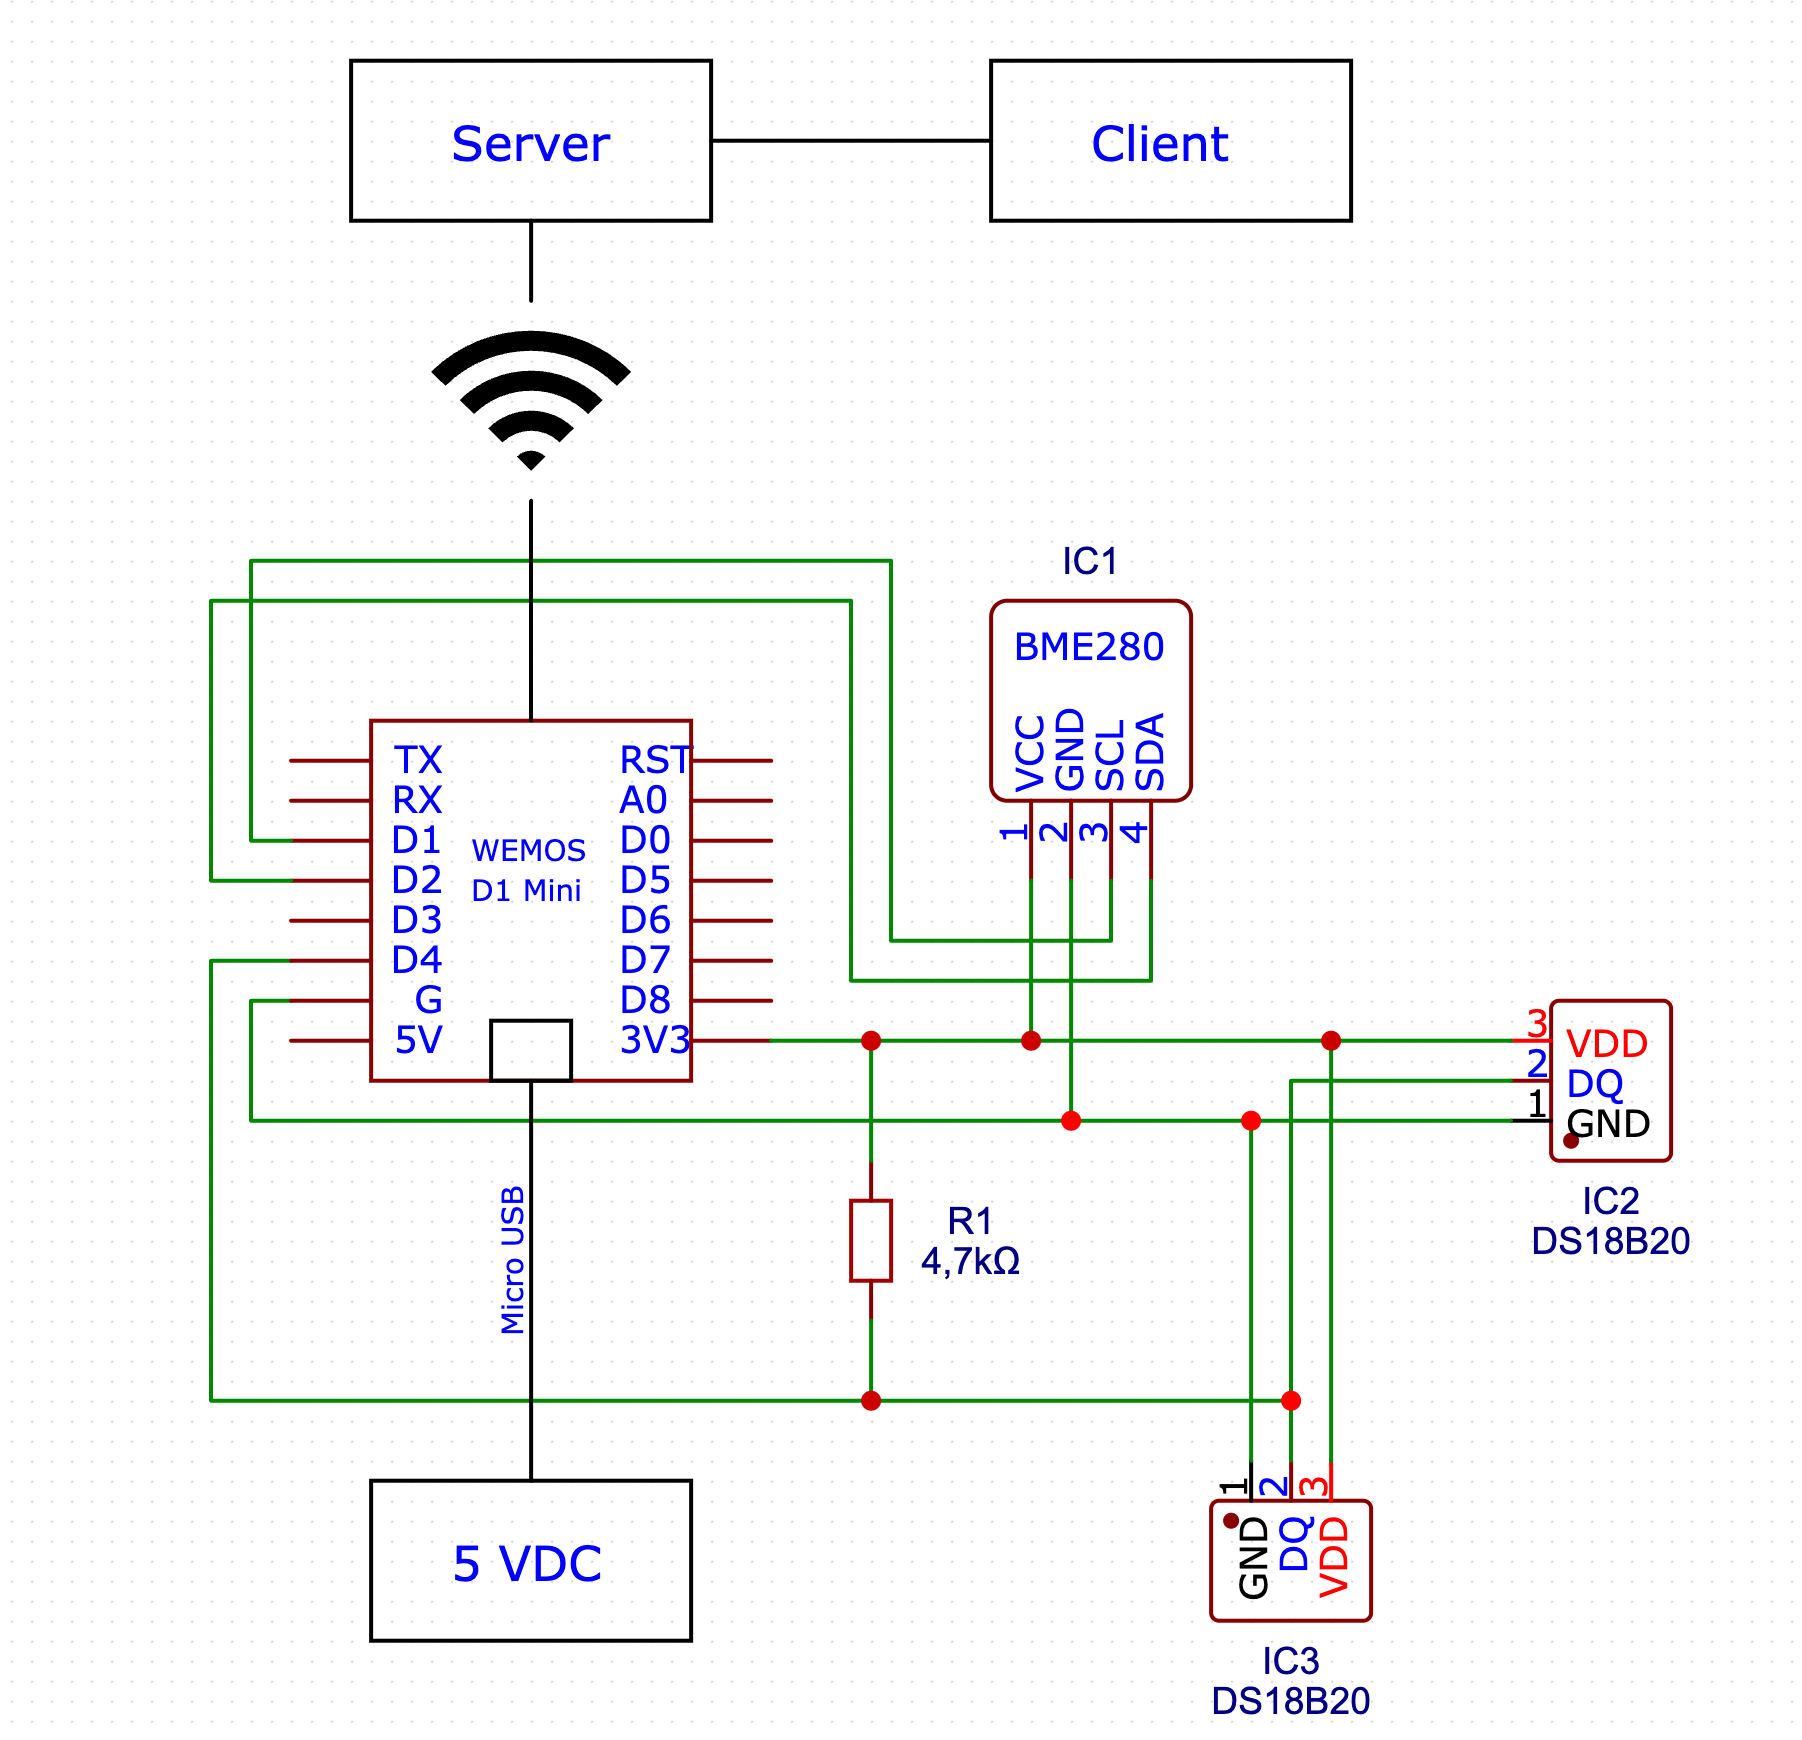 Server
Client
IC1
BME280
VCC
GND
SCL
SDA
1
2
3
4
TX
RX
D1
D2
D3
D4
G
5V
WEMOS
D1 Mini
RST
A0
D0
D5
D6
D7
D8
3V3
3
VDD
2
DQ
1
GND
IC2
DS18B20
Micro USB
R1
4,7kΩ
5 VDC
1
2
3
GND
DQ
VDD
IC3
DS18B20